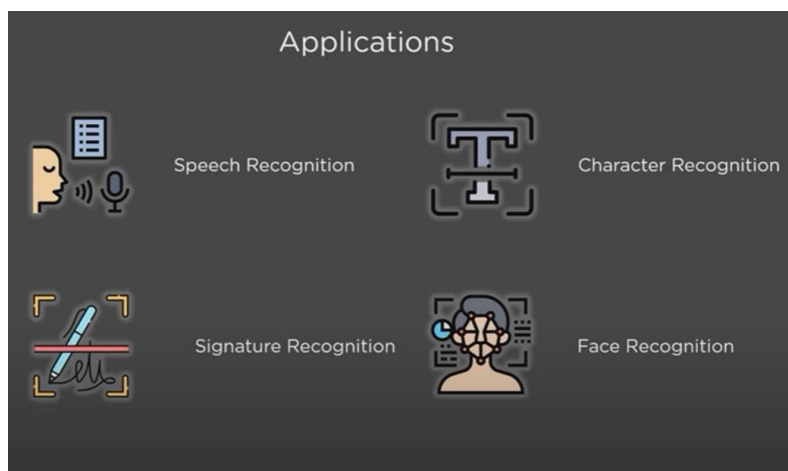 Applications
Speech Recognition
Character Recognition
Signature Recognition
Face Recognition